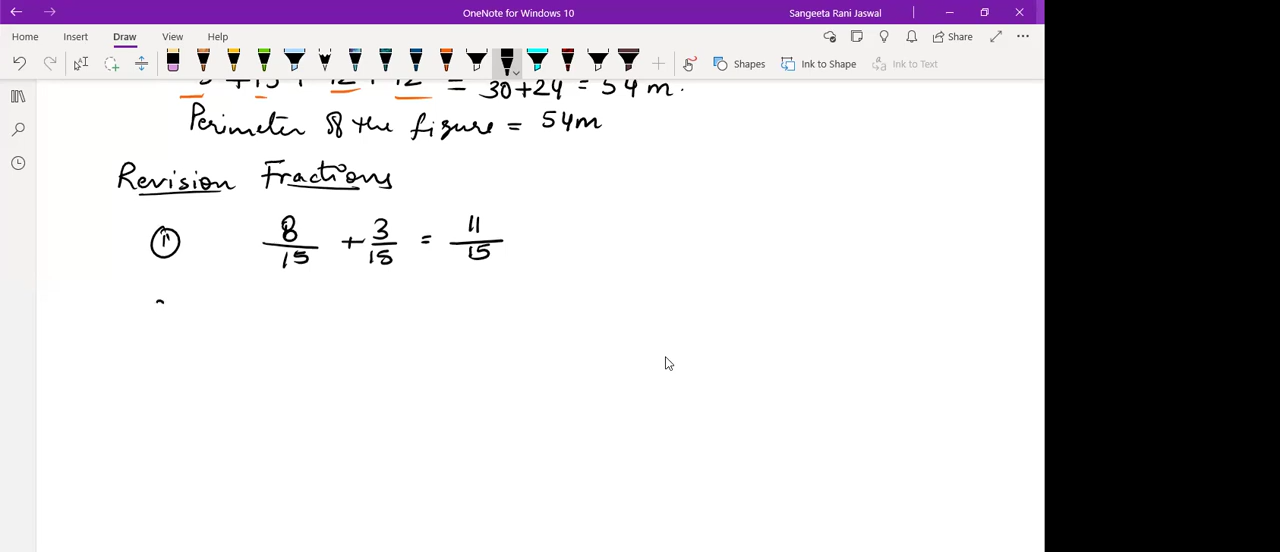 OneNote for Windows 10
Sangeeta Rani Jaswal
Home Insert Draw View Help Share
Shapes Ink to Shape Ink to Text
= 30+24 = 54 m.
Perimeter of the figure = 54m
Revision Fractions
① 8/15 + 3/15 = 11/15